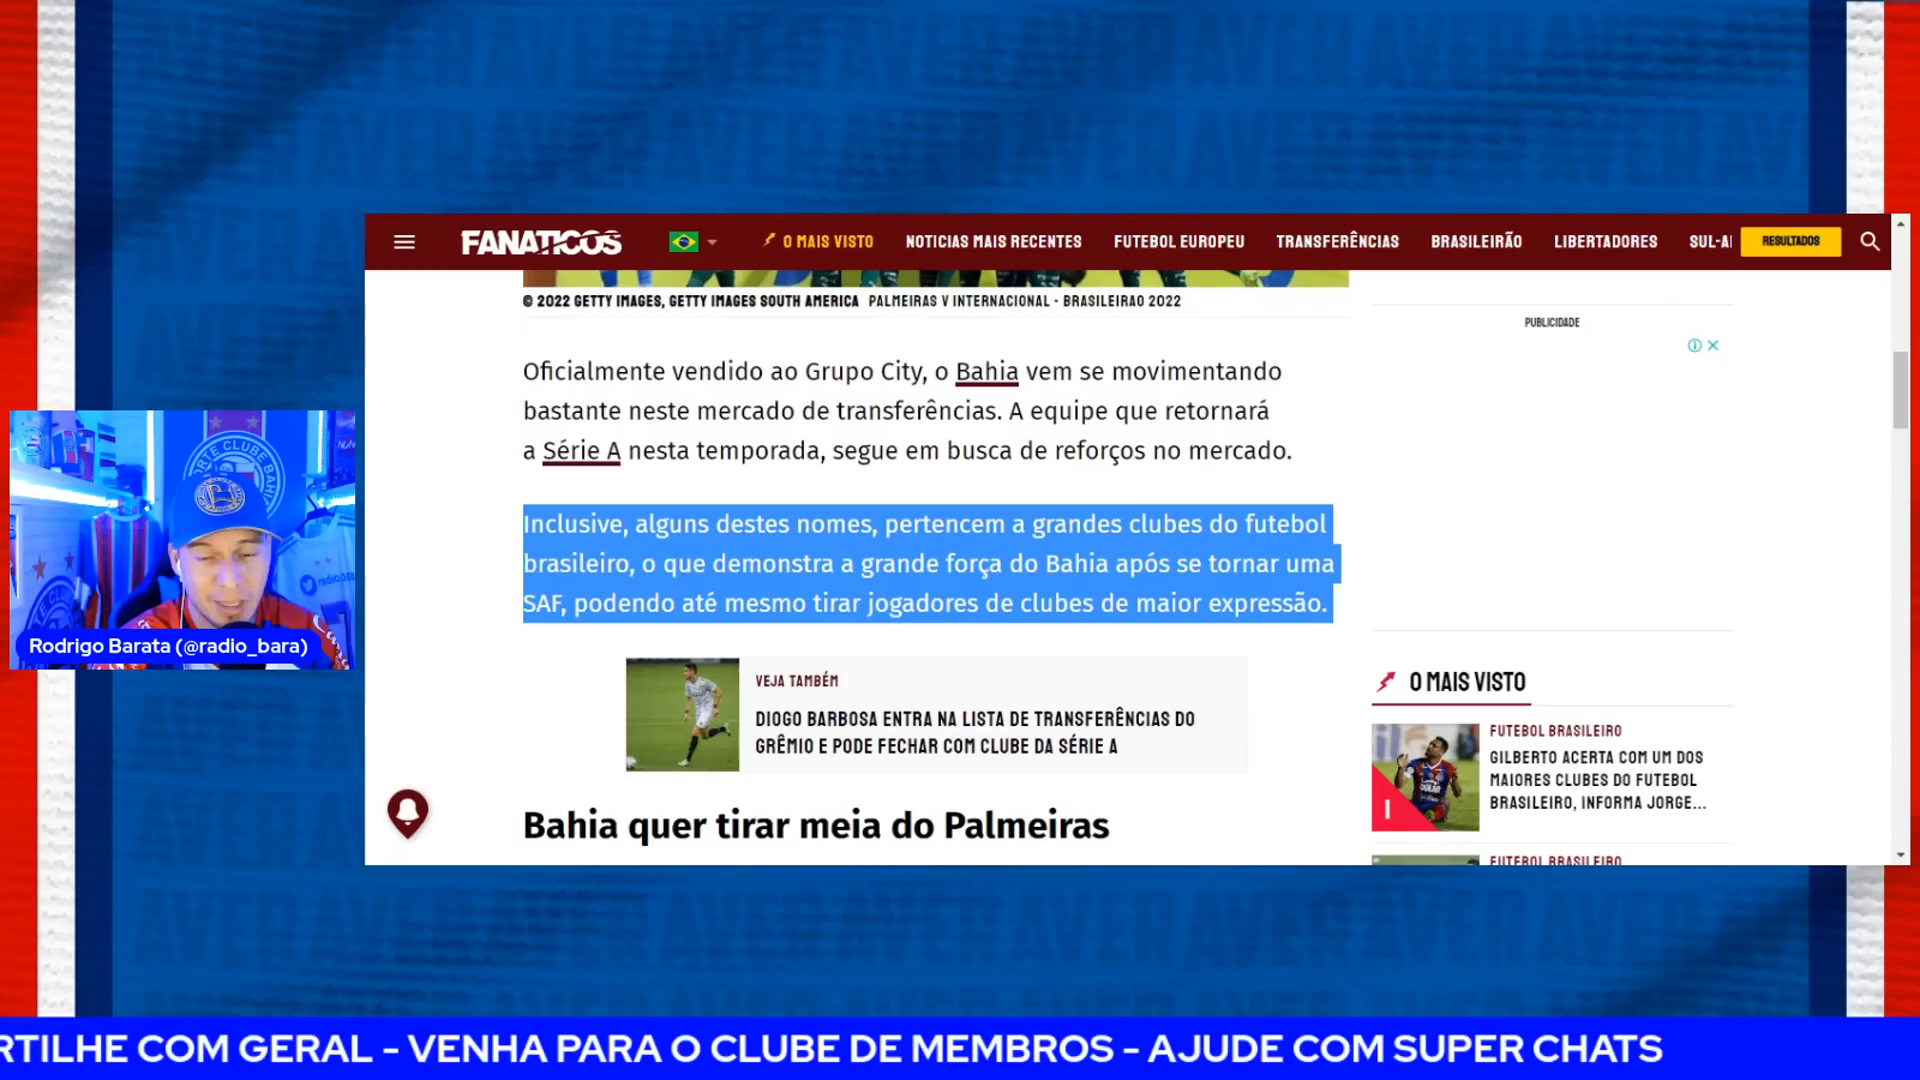 FANATICOS
O MAIS VISTO
NOTICIAS MAIS RECENTES
FUTEBOL EUROPEU
TRANSFERÊNCIAS
BRASILEIRÃO
LIBERTADORES
SUL-A
RESULTADOS
© 2022 GETTY IMAGES, GETTY IMAGES SOUTH AMERICA PALMEIRAS V INTERNACIONAL - BRASILEIRAO 2022
Oficialmente vendido ao Grupo City, o Bahia vem se movimentando
bastante neste mercado de transferências. A equipe que retornará
a Série A nesta temporada, segue em busca de reforços no mercado.
Inclusive, alguns destes nomes, pertencem a grandes clubes do futebol
brasileiro, o que demonstra a grande força do Bahia após se tornar uma
SAF, podendo até mesmo tirar jogadores de clubes de maior expressão.
VEJA TAMBÉM
DIOGO BARBOSA ENTRA NA LISTA DE TRANSFERÊNCIAS DO
GRÊMIO E PODE FECHAR COM CLUBE DA SÉRIE A
Bahia quer tirar meia do Palmeiras
PUBLICIDADE
O MAIS VISTO
FUTEBOL BRASILEIRO
GILBERTO ACERTA COM UM DOS
MAIORES CLUBES DO FUTEBOL
BRASILEIRO, INFORMA JORGE...
1
FUTEBOL BRASILEIRO
RTE CLUBE BAHIA
Rodrigo Barata (@radio_bara)
RTILHE COM GERAL - VENHA PARA O CLUBE DE MEMBROS - AJUDE COM SUPER CHATS